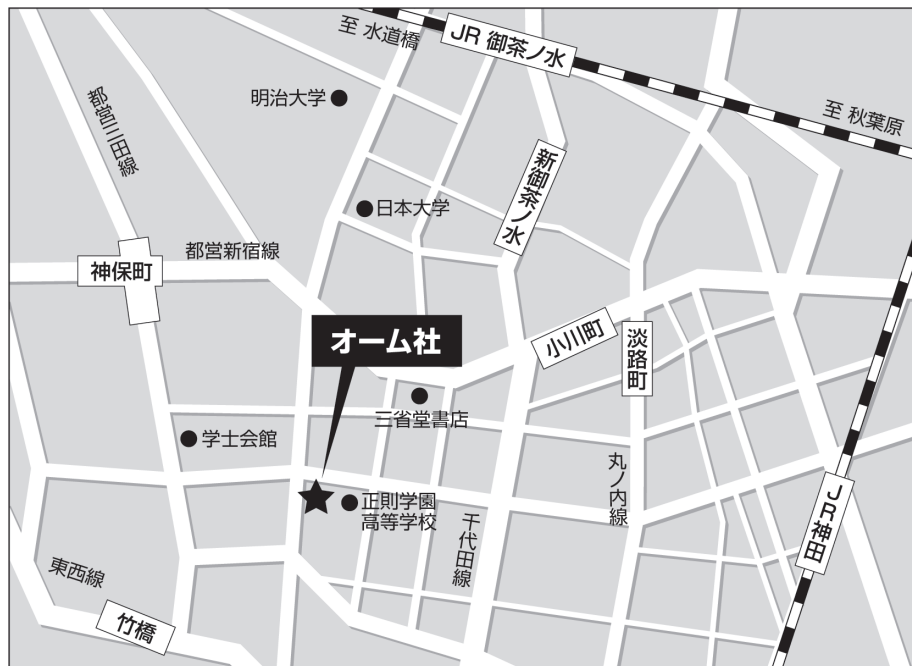 至 水道橋
JR 御茶ノ水
明治大学
都営三田線
至 秋葉原
新御茶ノ水
日本大学
都営新宿線
神保町
オーム社
小川町
淡路町
三省堂書店
学士会館
丸ノ内線
正則学園
高等学校
千代田線
JR神田
東西線
竹橋